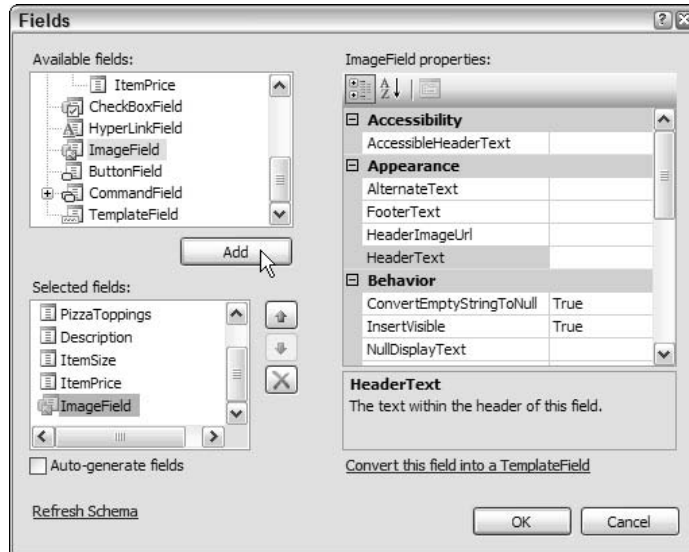 Fields
Available fields:
ItemPrice
CheckBoxField
HyperLinkField
ImageField
ButtonField
CommandField
TemplateField
Add
Selected fields:
PizzaToppings
Description
ItemSize
ItemPrice
ImageField
Auto-generate fields
Refresh Schema
ImageField properties:
Accessibility
AccessibleHeaderText
Appearance
AlternateText
FooterText
HeaderImageUrl
HeaderText
Behavior
ConvertEmptyStringToNull True
InsertVisible True
NullDisplayText
HeaderText
The text within the header of this field.
Convert this field into a TemplateField
OK Cancel